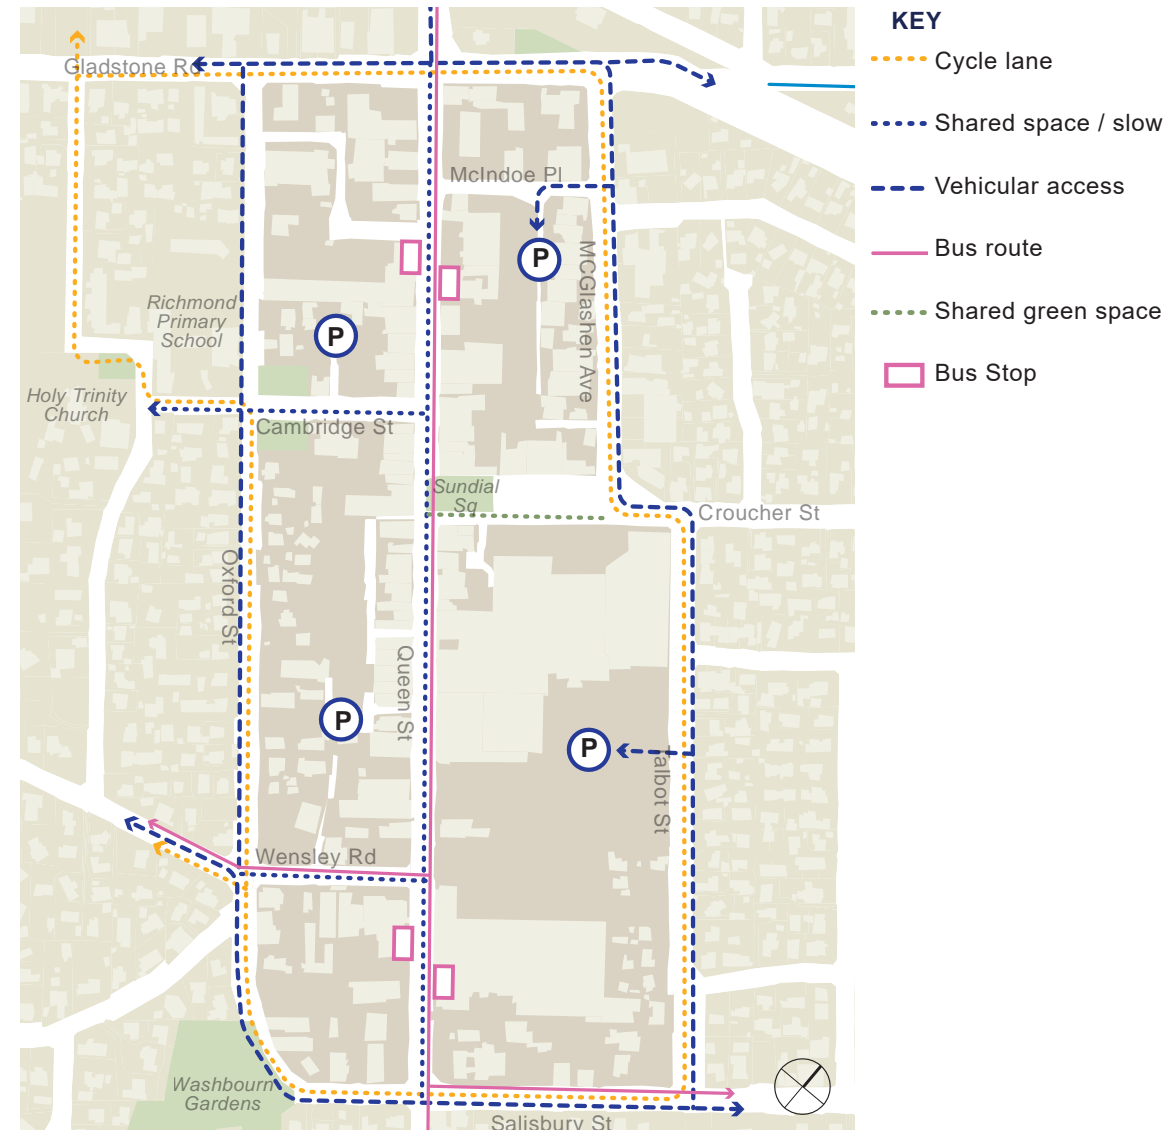 KEY
Cycle lane
Shared space / slow
Vehicular access
Bus route
Shared green space
Bus Stop
Gladstone Rd
McIndoe Pl
P
MCGlashen Ave
Richmond
Primary
School
P
Holy Trinity
Church
Cambridge St
Sundial
Sq
Croucher St
Oxford St
Queen St
P
P
Talbot St
Wensley Rd
Washbourn
Gardens
Salisbury St